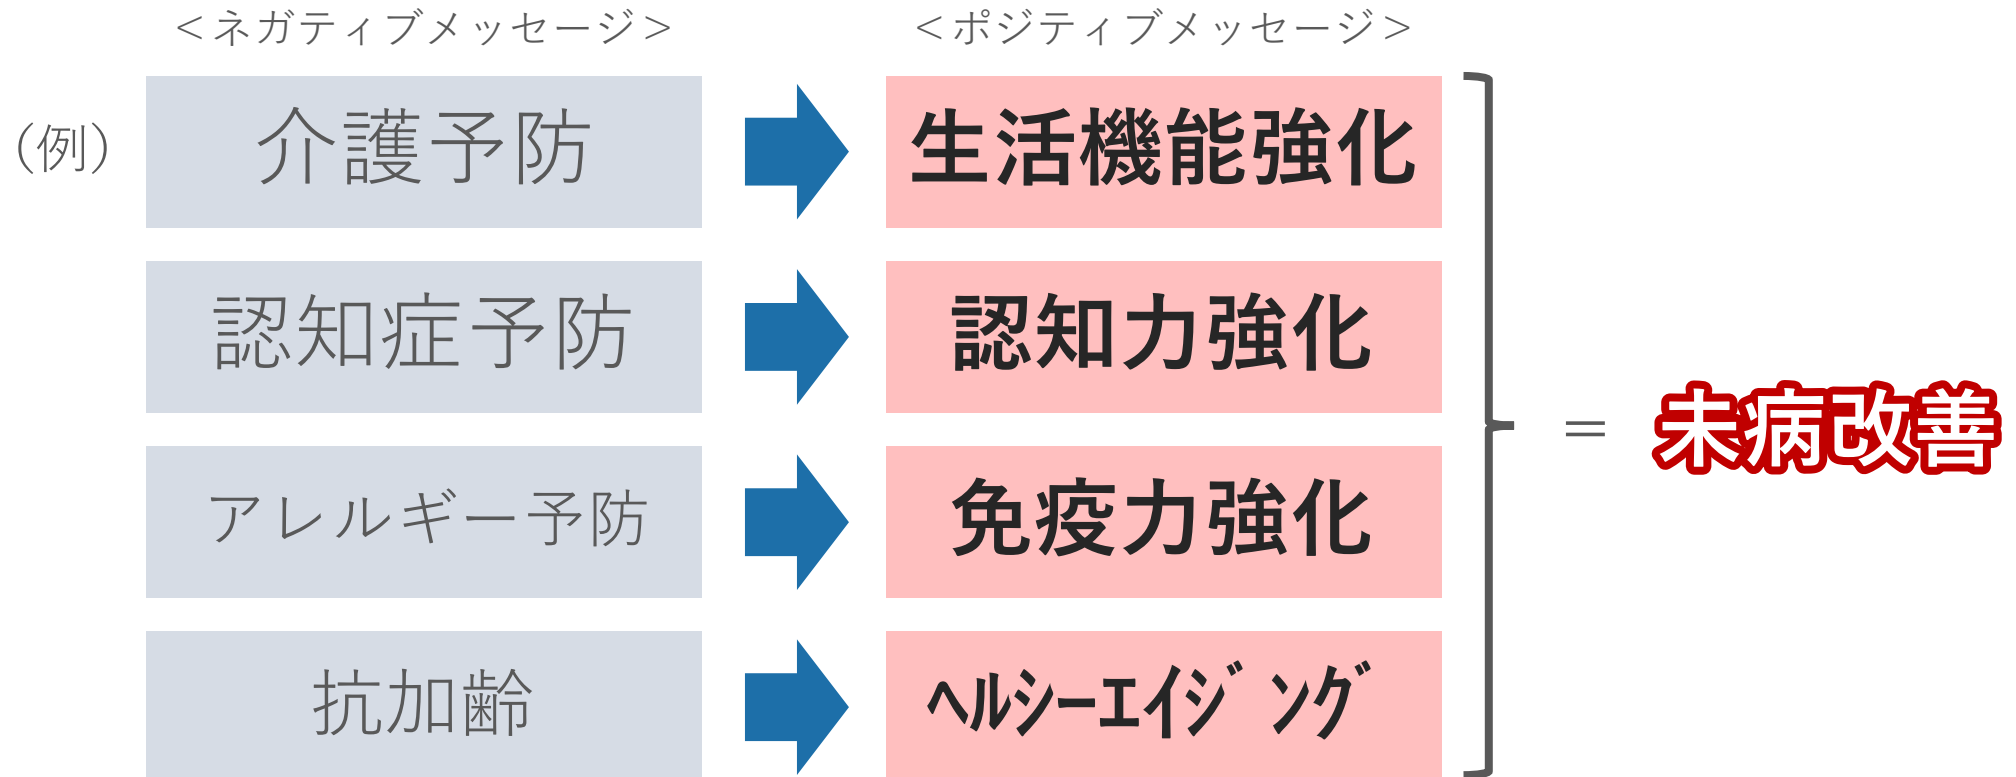 ＜ネガティブメッセージ＞
＜ポジティブメッセージ＞
（例）
介護予防
生活機能強化
認知症予防
認知力強化
アレルギー予防
免疫力強化
抗加齢
ﾍﾙｼｰｴｲｼﾞﾝｸﾞ
＝
未病改善